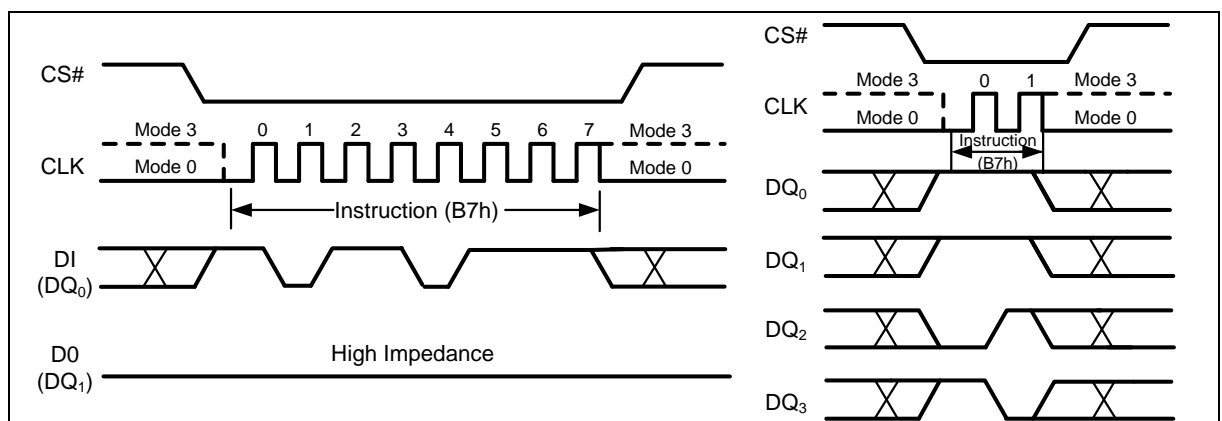 CS#
Mode 3 0 1 2 3 4 5 6 7 Mode 3
CLK
Mode 0 Mode 0
Instruction (B7h)
DI
(DQ0)
High Impedance
D0
(DQ1)
CS#
Mode 3 0 1 Mode 3
CLK
Mode 0 Mode 0
Instruction
(B7h)
DQ0
DQ1
DQ2
DQ3